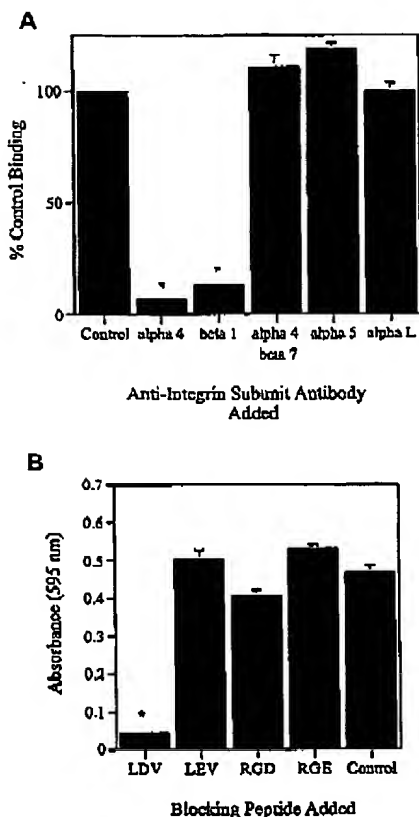 A
% Control Binding
100
50
0
Control alpha 4 beta 1 alpha 4 alpha 5 alpha L
beta 7
Anti-Integrin Subunit Antibody
Added
B
Absorbance (595 nm)
0.7
0.6
0.5
0.4
0.3
0.2
0.1
0
*
LDV LEV RGD RGE Control
Blocking Peptide Added